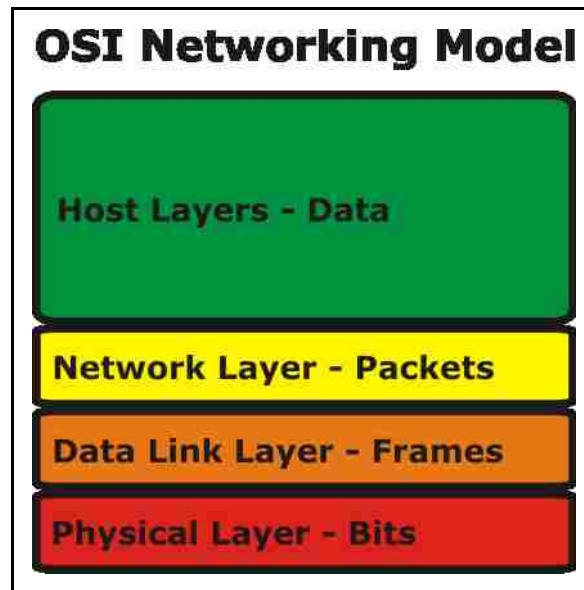 OSI Networking Model
Host Layers - Data
Network Layer - Packets
Data Link Layer - Frames
Physical Layer - Bits